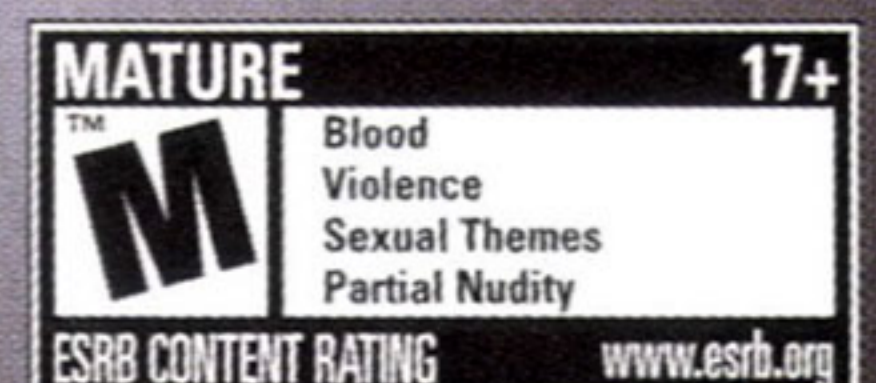 MATURE 17+
TM
M
Blood
Violence
Sexual Themes
Partial Nudity
ESRB CONTENT RATING www.esrb.org